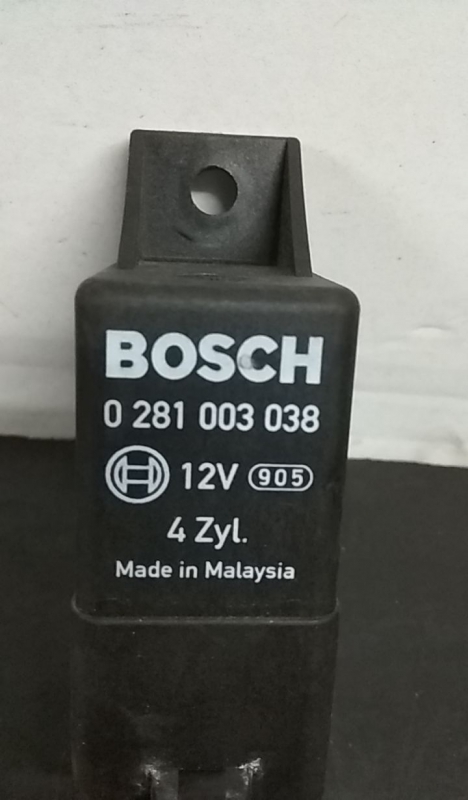 BOSCH
0 281 003 038
12V 905
4 Zyl.
Made in Malaysia